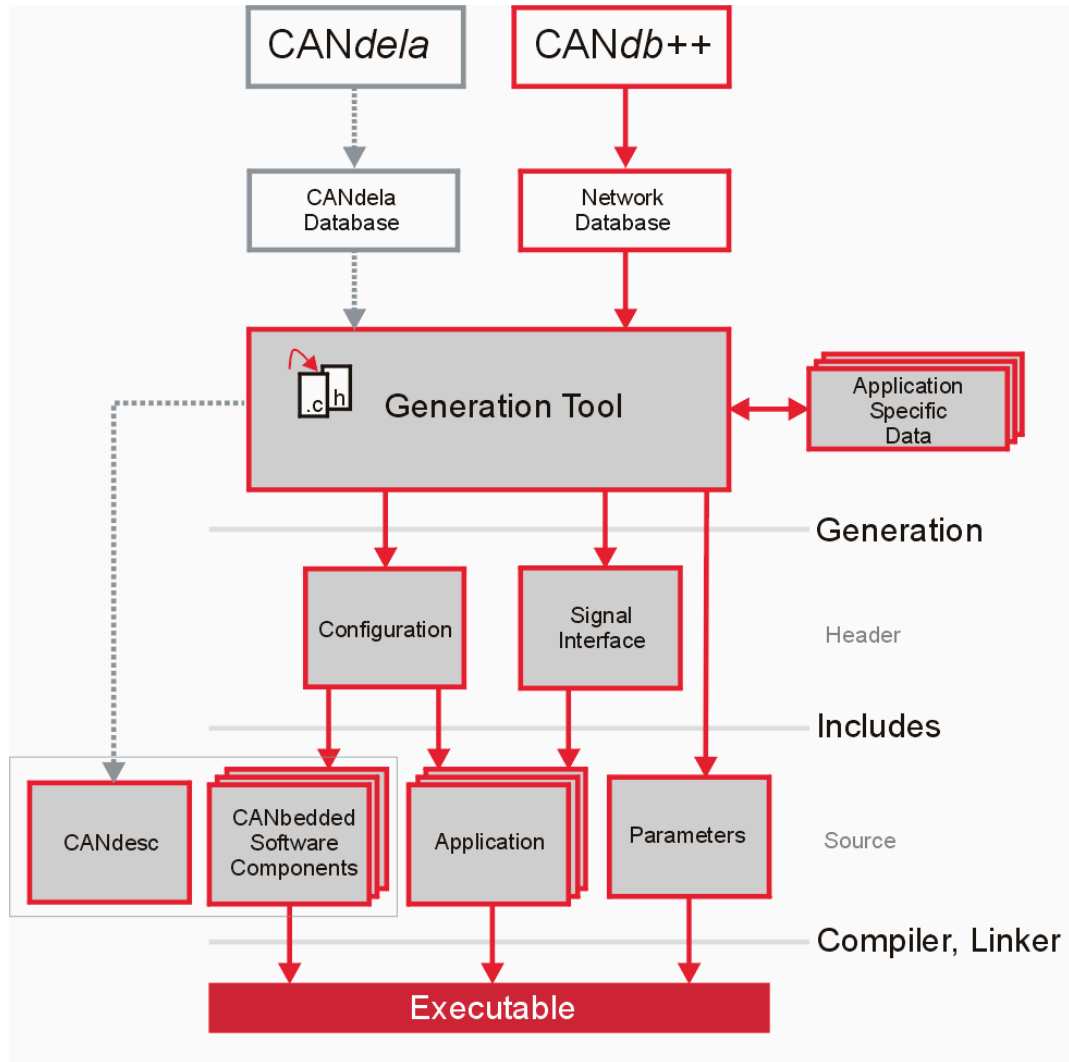 CANdela
CANdb++
CANdela
Database
Network
Database
.c
h
Generation Tool
Application
Specific
Data
Generation
Configuration
Signal
Interface
Header
Includes
CANdesc
CANbedded
Software
Components
Application
Parameters
Source
Compiler, Linker
Executable